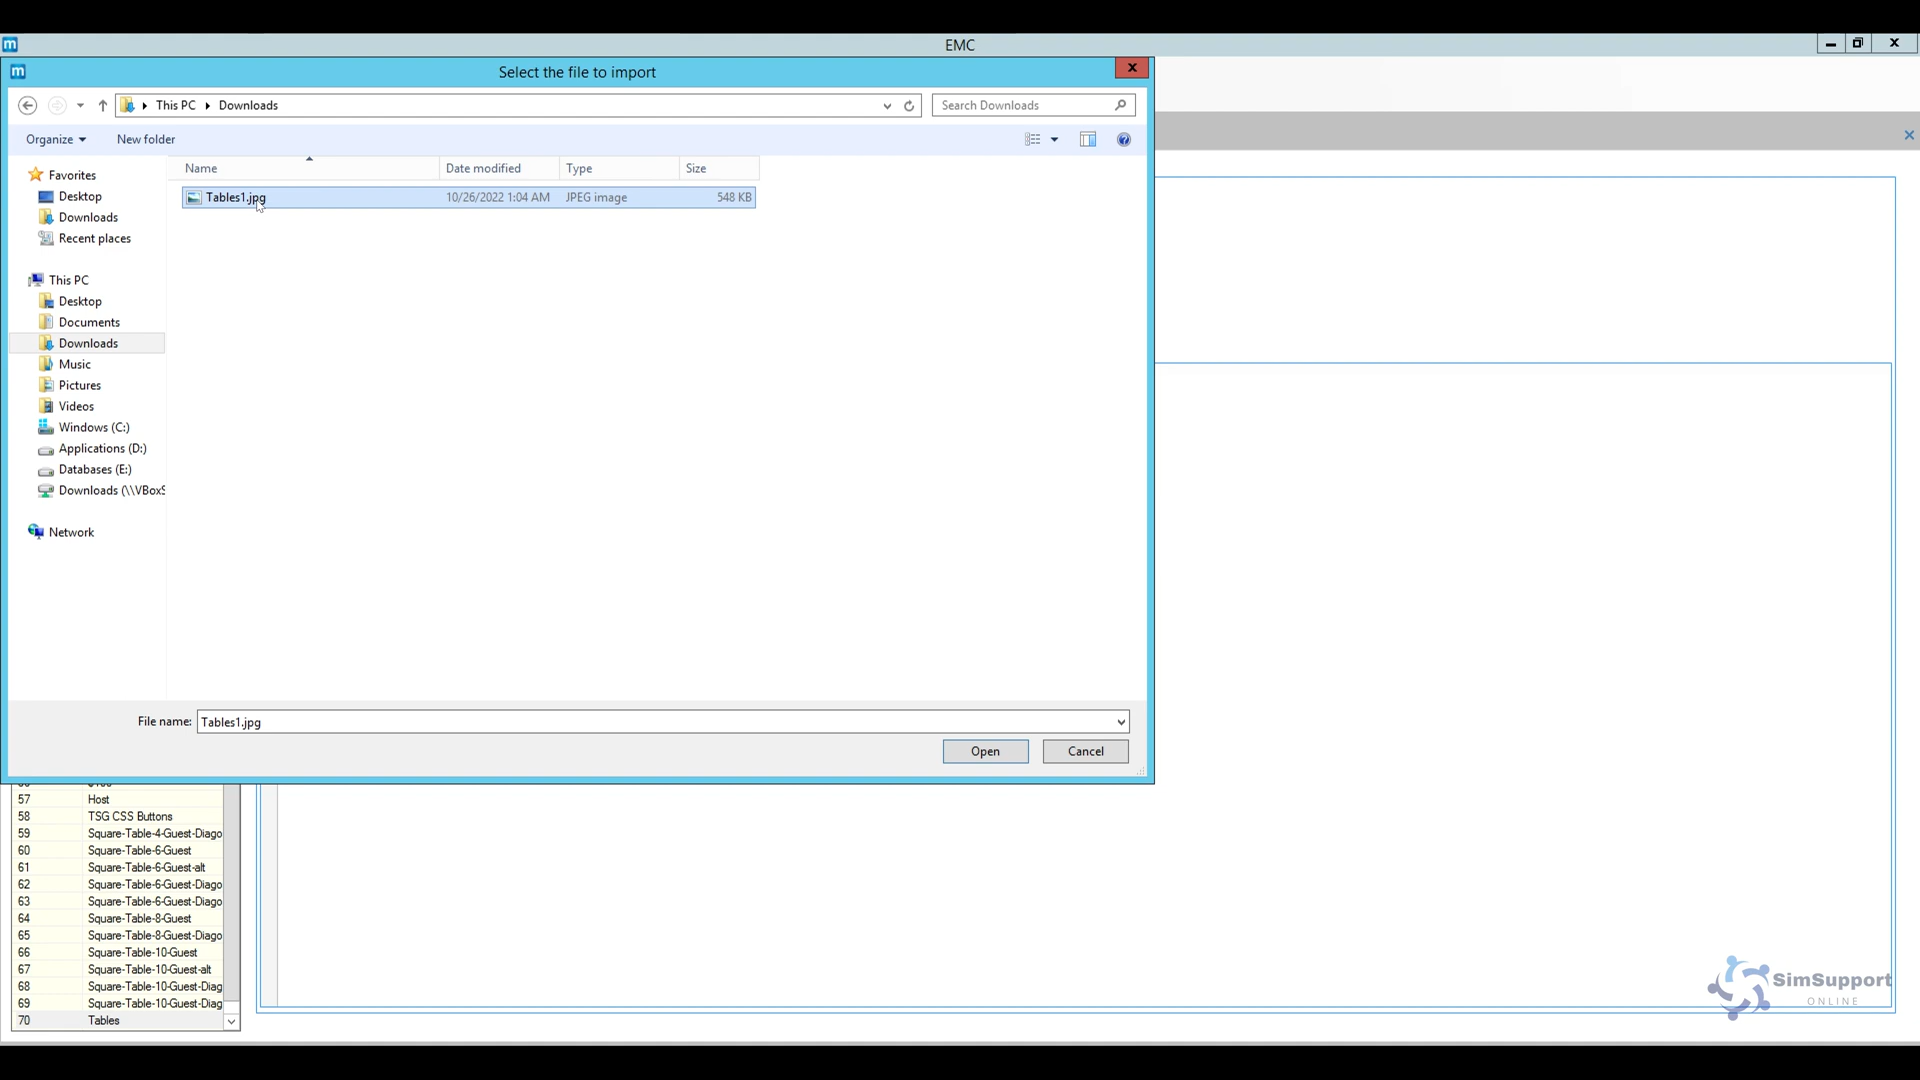 EMC
Select the file to import
This PC Downloads
Search Downloads
Organize New folder
Name Date modified Type Size
Tables1.jpg 10/26/2022 1:04 AM JPEG image 548 KB
Favorites
Desktop
Downloads
Recent places
This PC
Desktop
Documents
Downloads
Music
Pictures
Videos
Windows (C:)
Applications (D:)
Databases (E:)
Downloads (\\VBoxS
Network
File name: Tables1.jpg
Open Cancel
57 Host
58 TSG CSS Buttons
59 Square-Table-4-Guest-Diago
60 Square-Table-6-Guest
61 Square-Table-6-Guest-alt
62 Square-Table-6-Guest-Diago
63 Square-Table-6-Guest-Diago
64 Square-Table-8-Guest
65 Square-Table-8-Guest-Diago
66 Square-Table-10-Guest
67 Square-Table-10-Guest-alt
68 Square-Table-10-Guest-Diag
69 Square-Table-10-Guest-Diag
70 Tables
SimSupport
ONLINE